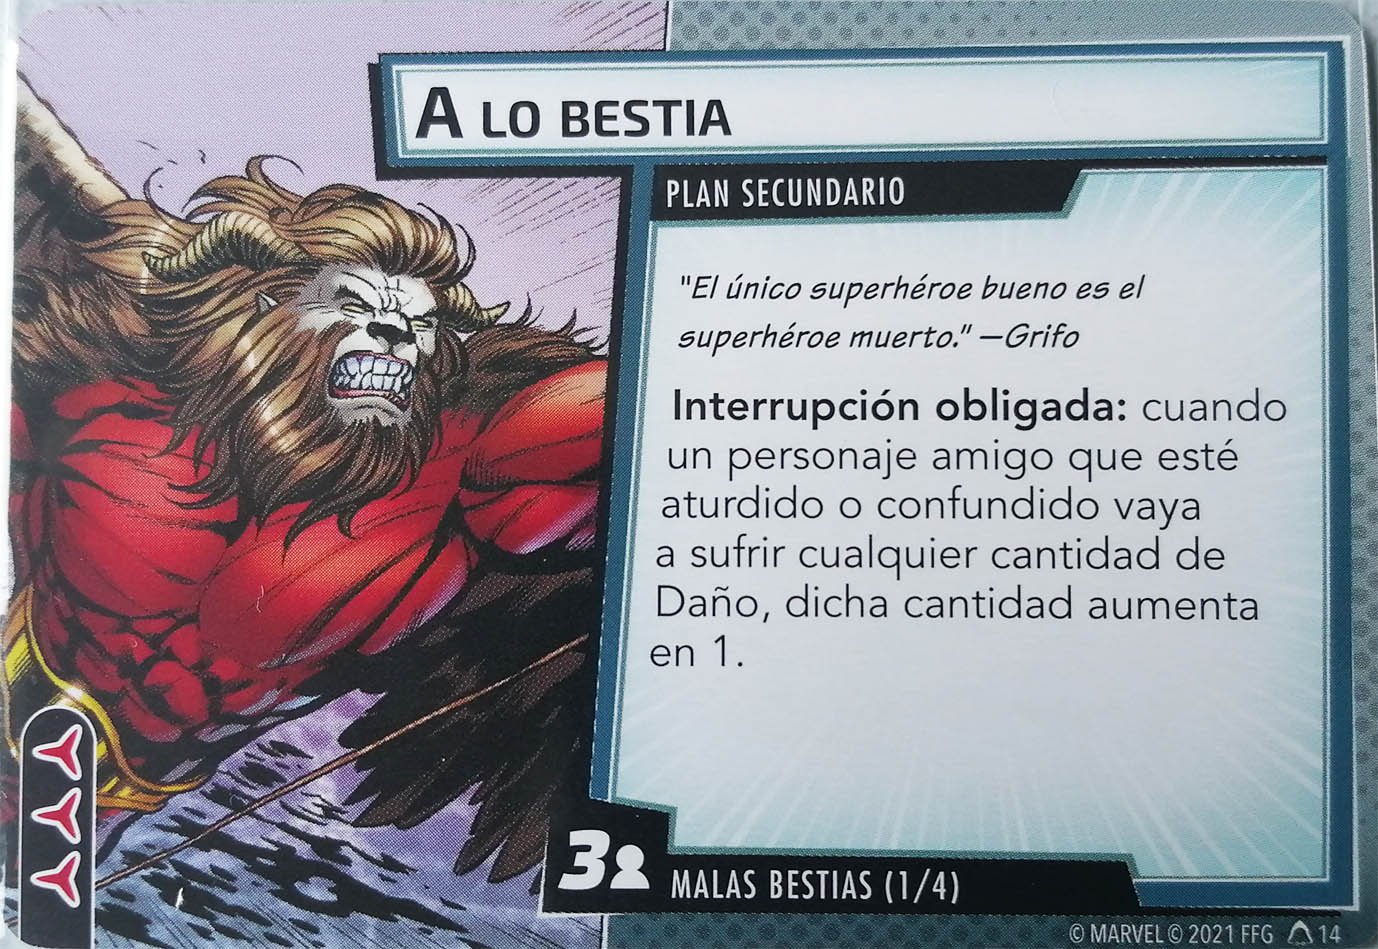 A LO BESTIA
PLAN SECUNDARIO
"El único superhéroe bueno es el
superhéroe muerto." —Grifo
Interrupción obligada: cuando
un personaje amigo que esté
aturdido o confundido vaya
a sufrir cualquier cantidad de
Daño, dicha cantidad aumenta
en 1.
3
MALAS BESTIAS (1/4)
© MARVEL © 2021 FFG 14